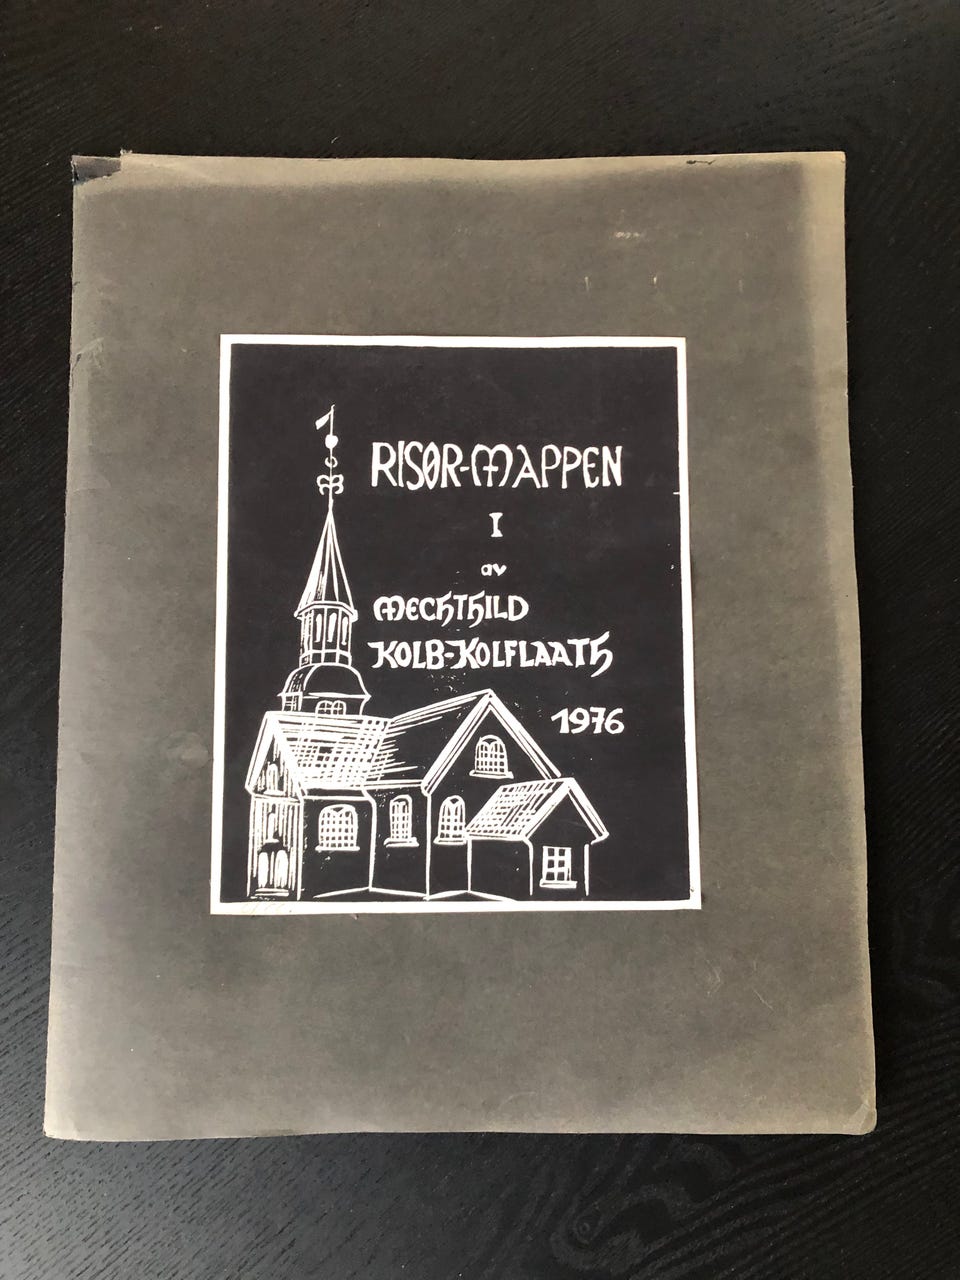 RISØR-MAPPEN
I
av
MECHTHILD
KOLB-KOLFLAATH
1976